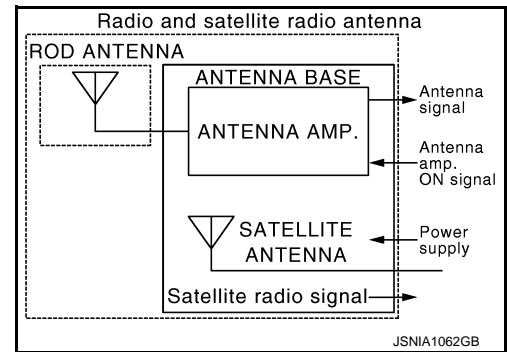 Radio and satellite radio antenna
ROD ANTENNA
ANTENNA BASE
ANTENNA AMP.
Antenna
signal
Antenna
amp.
ON signal
SATELLITE
ANTENNA
Power
supply
Satellite radio signal
JSNIA1062GB